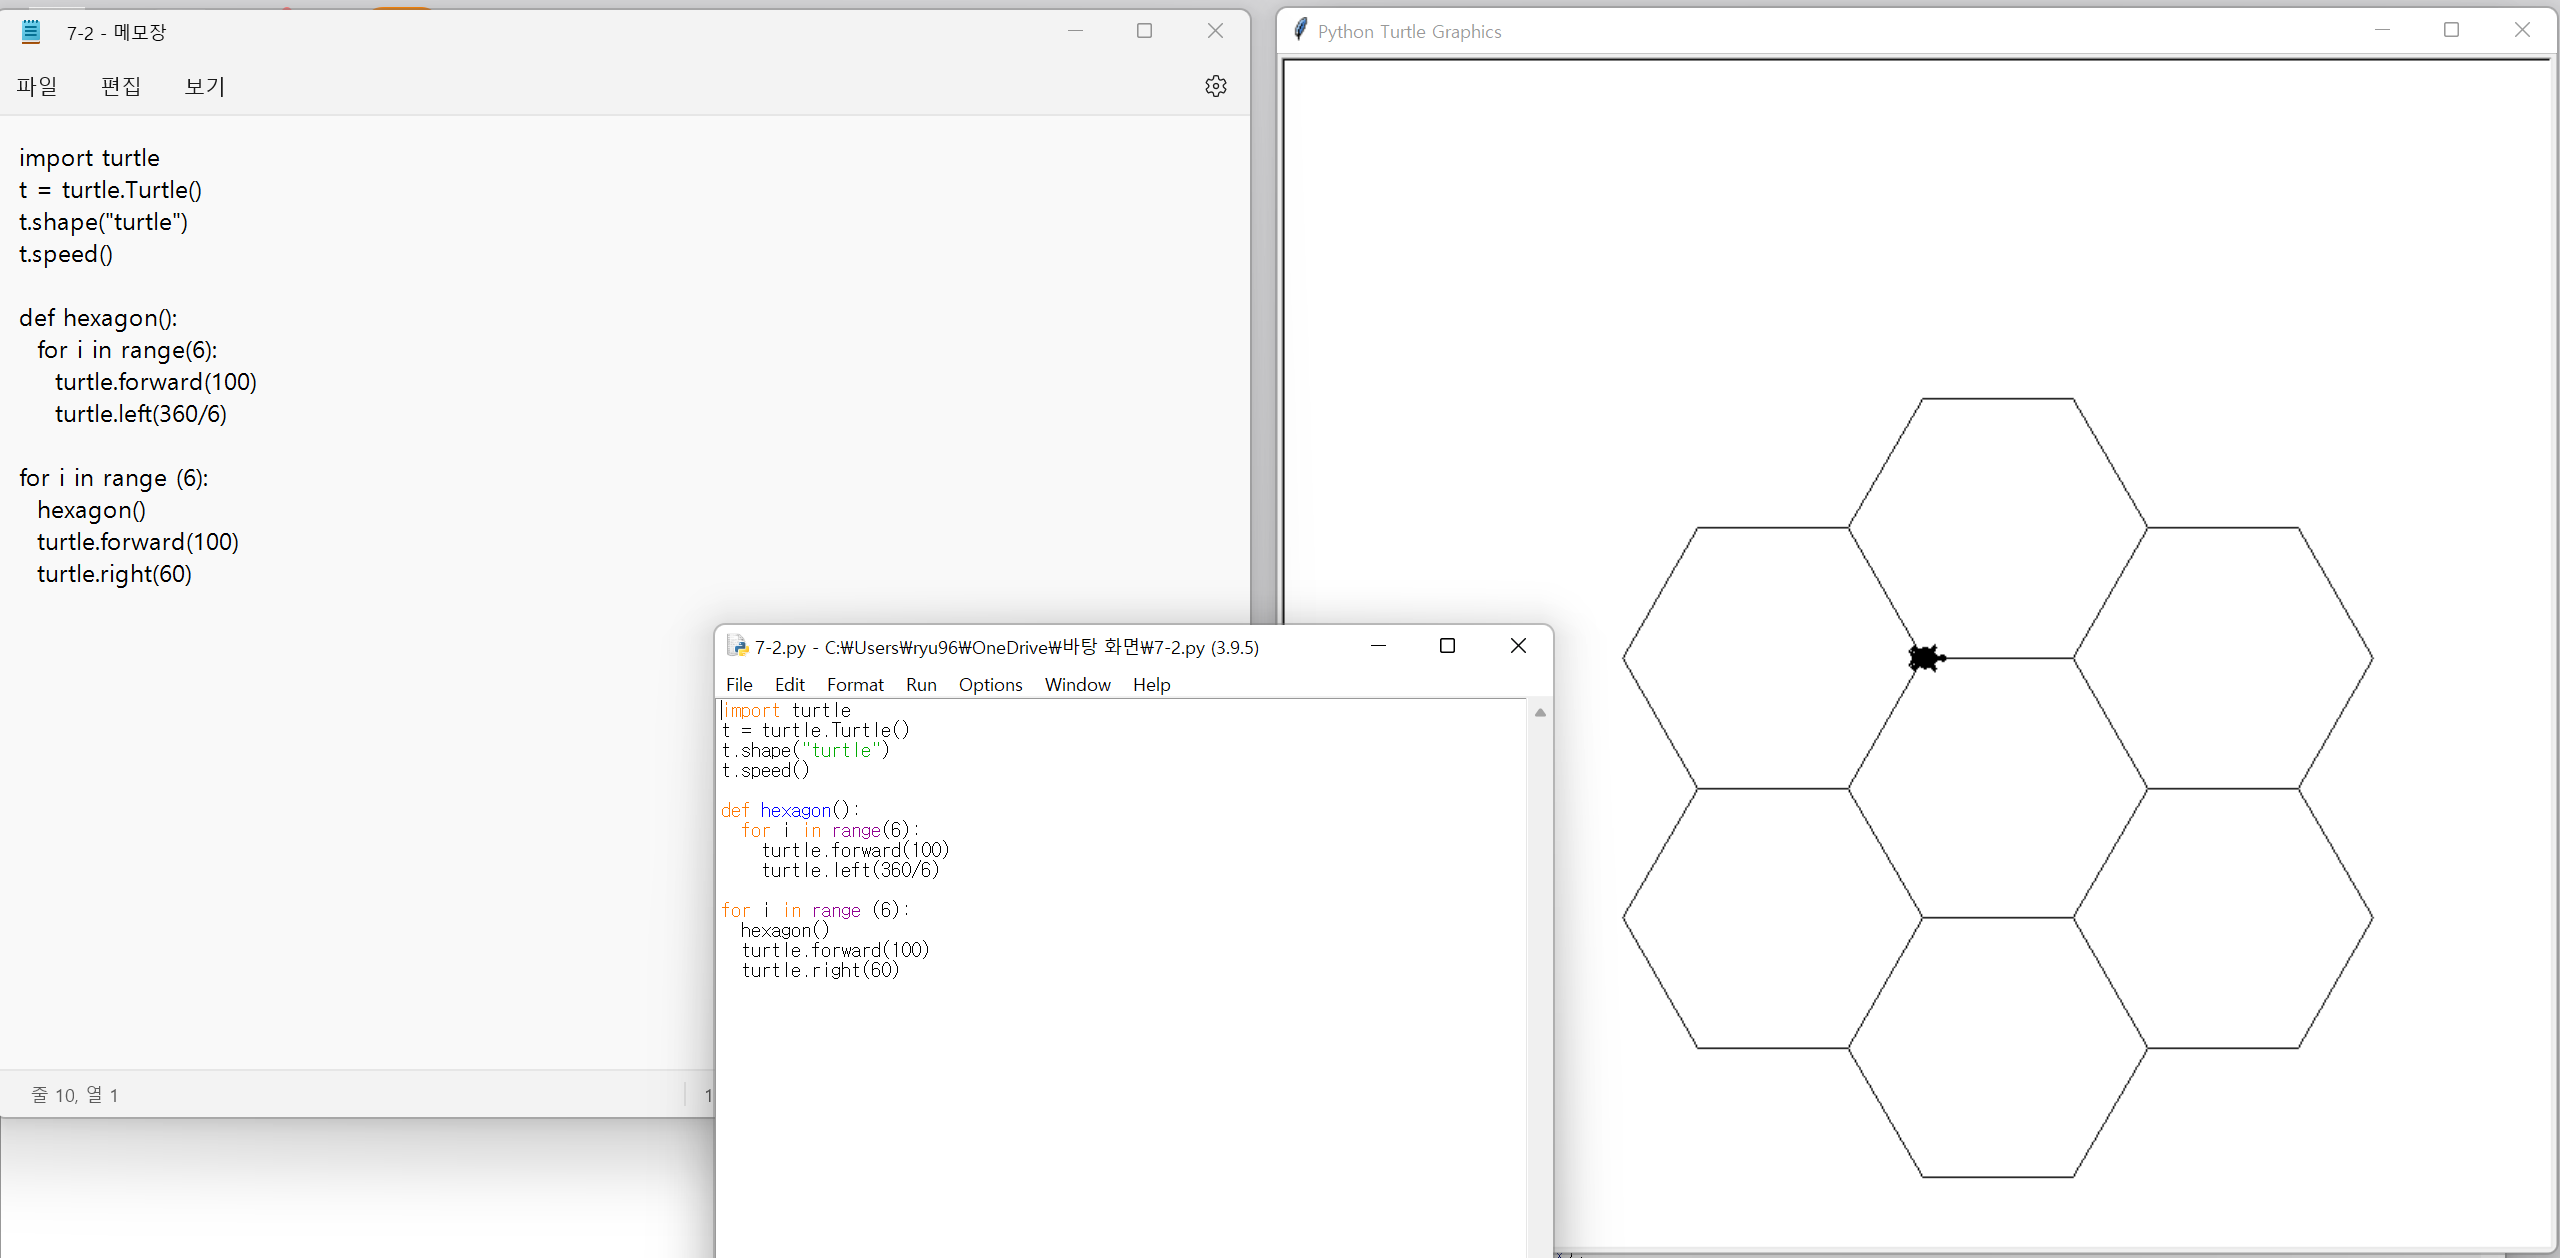 7-2 - 메모장
파일 편집 보기
import turtle
t = turtle.Turtle()
t.shape("turtle")
t.speed()
def hexagon():
for i in range(6):
turtle.forward(100)
turtle.left(360/6)
for i in range (6):
hexagon()
turtle.forward(100)
turtle.right(60)
줄 10, 열 1
1
7-2.py - C:₩Users₩ryu96₩OneDrive₩바탕 화면₩7-2.py (3.9.5)
File Edit Format Run Options Window Help
import turtle
t = turtle.Turtle()
t.shape("turtle")
t.speed()
def hexagon():
for i in range(6):
turtle.forward(100)
turtle.left(360/6)
for i in range (6):
hexagon()
turtle.forward(100)
turtle.right(60)
Python Turtle Graphics